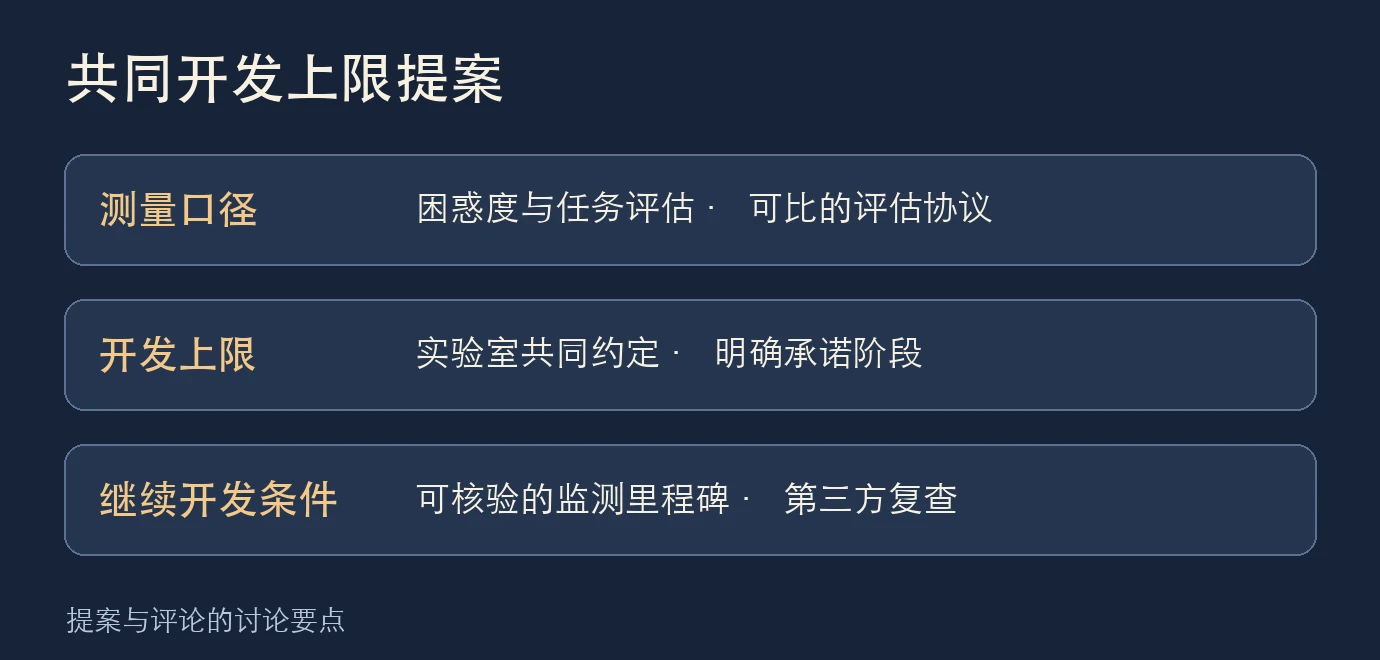 共同开发上限提案
测量口径 困惑度与任务评估 · 可比的评估协议
开发上限 实验室共同约定 · 明确承诺阶段
继续开发条件 可核验的监测里程碑 · 第三方复查
提案与评论的讨论要点